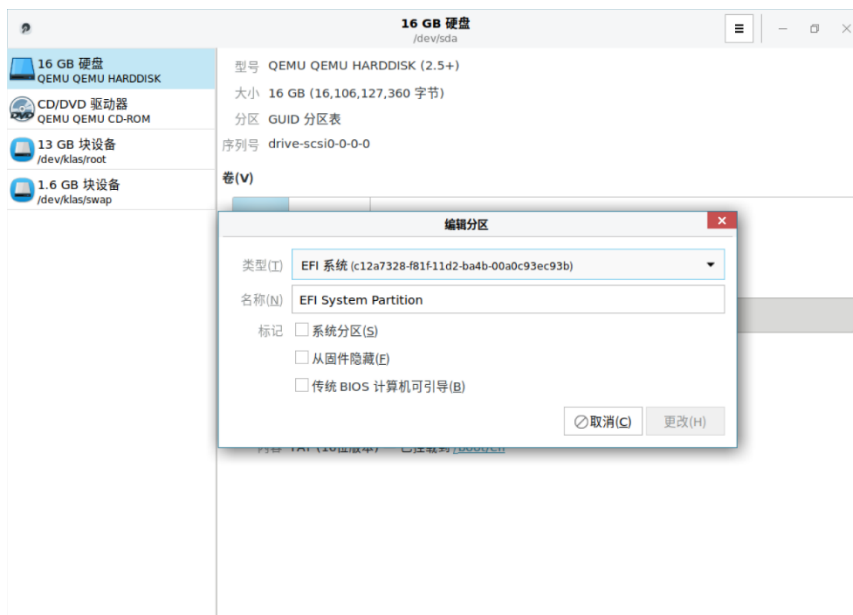 16 GB 硬盘
/dev/sda
16 GB 硬盘
QEMU QEMU HARDDISK
CD/DVD 驱动器
QEMU QEMU CD-ROM
13 GB 块设备
/dev/klas/root
1.6 GB 块设备
/dev/klas/swap
型号 QEMU QEMU HARDDISK (2.5+)
大小 16 GB (16,106,127,360 字节)
分区 GUID 分区表
序列号 drive-scsi0-0-0-0
卷(V)
编辑分区
类型(T) EFI 系统 (c12a7328-f81f-11d2-ba4b-00a0c93ec93b)
名称(N) EFI System Partition
标记 系统分区(S)
从固件隐藏(F)
传统 BIOS 计算机可引导(B)
取消(C) 更改(H)